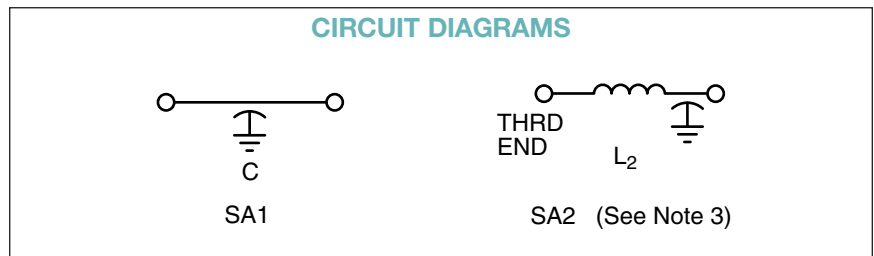 CIRCUIT DIAGRAMS
THRD
END
L2
C
SA1
SA2 (See Note 3)